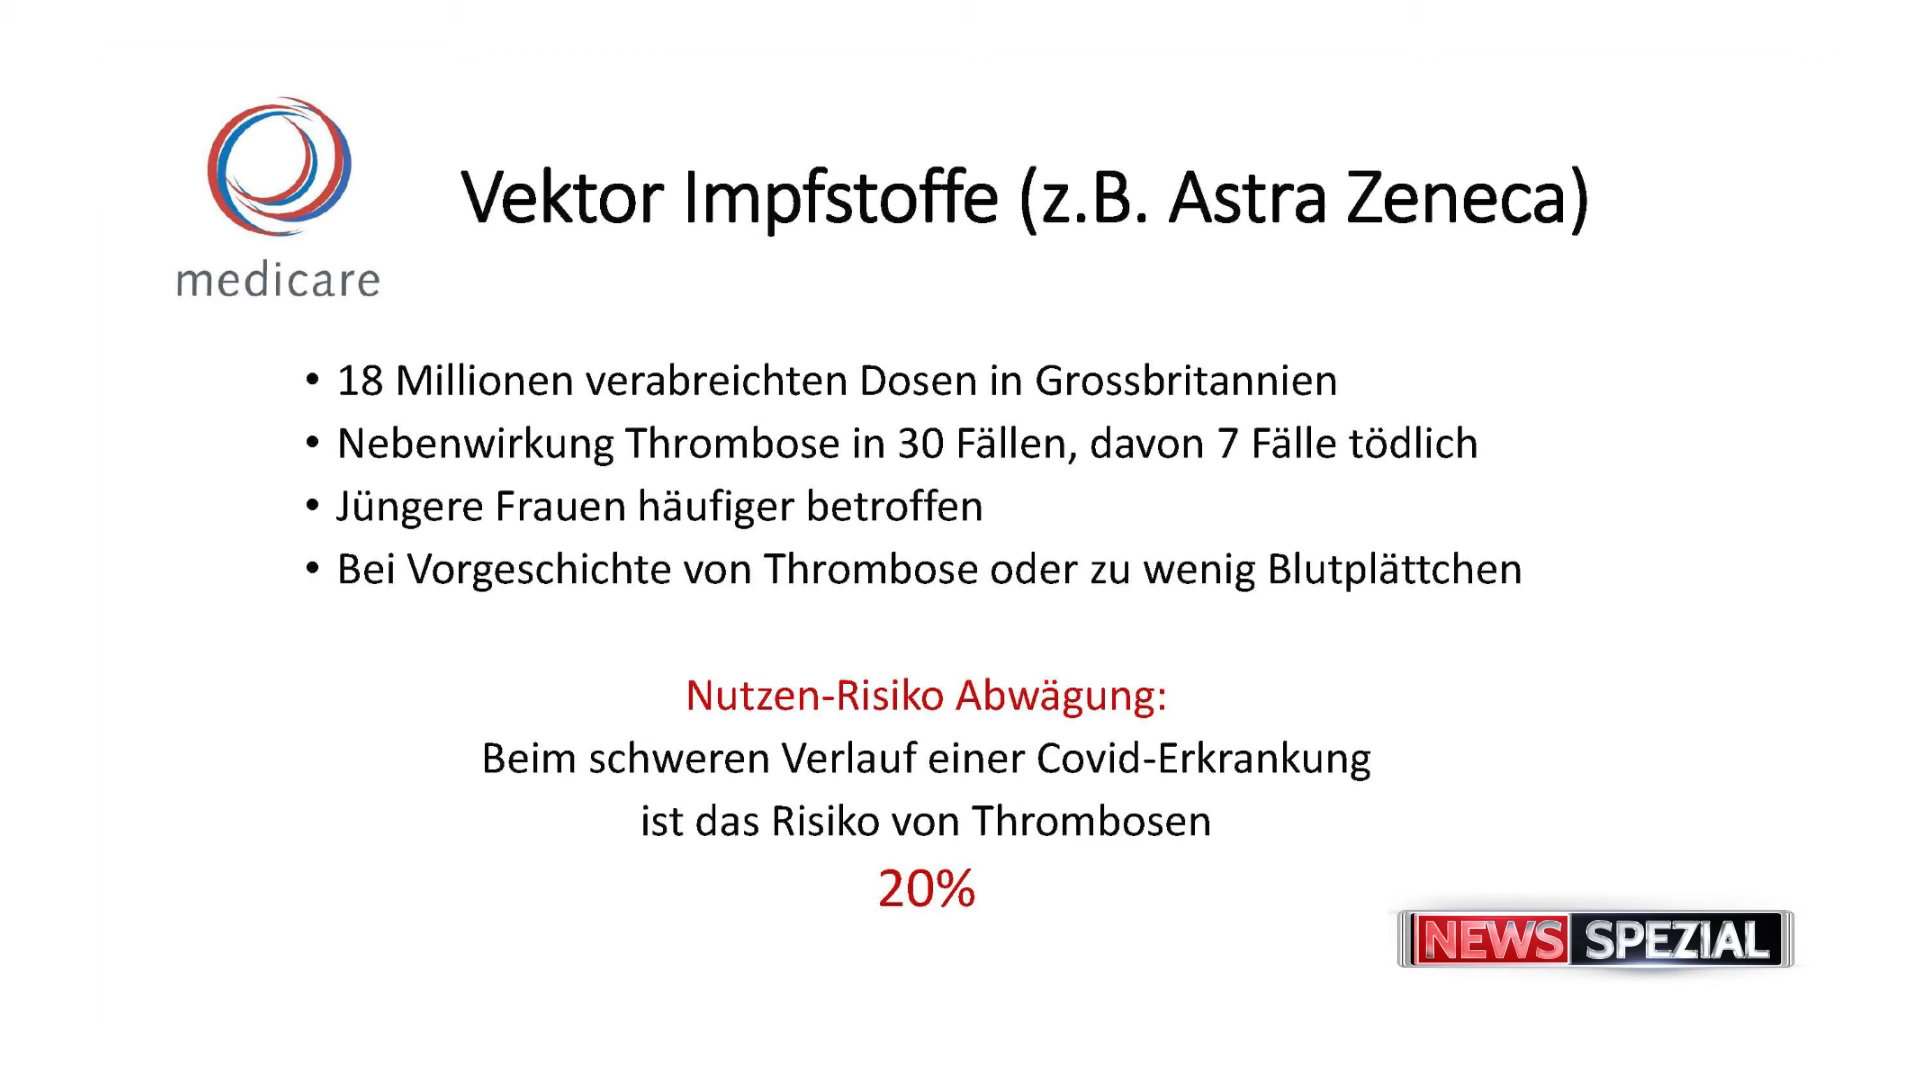 medicare
Vektor Impfstoffe (z.B. Astra Zeneca)
• 18 Millionen verabreichten Dosen in Grossbritannien
• Nebenwirkung Thrombose in 30 Fällen, davon 7 Fälle tödlich
• Jüngere Frauen häufiger betroffen
• Bei Vorgeschichte von Thrombose oder zu wenig Blutplättchen
Nutzen-Risiko Abwägung:
Beim schweren Verlauf einer Covid-Erkrankung
ist das Risiko von Thrombosen
20%
NEWS SPEZIAL